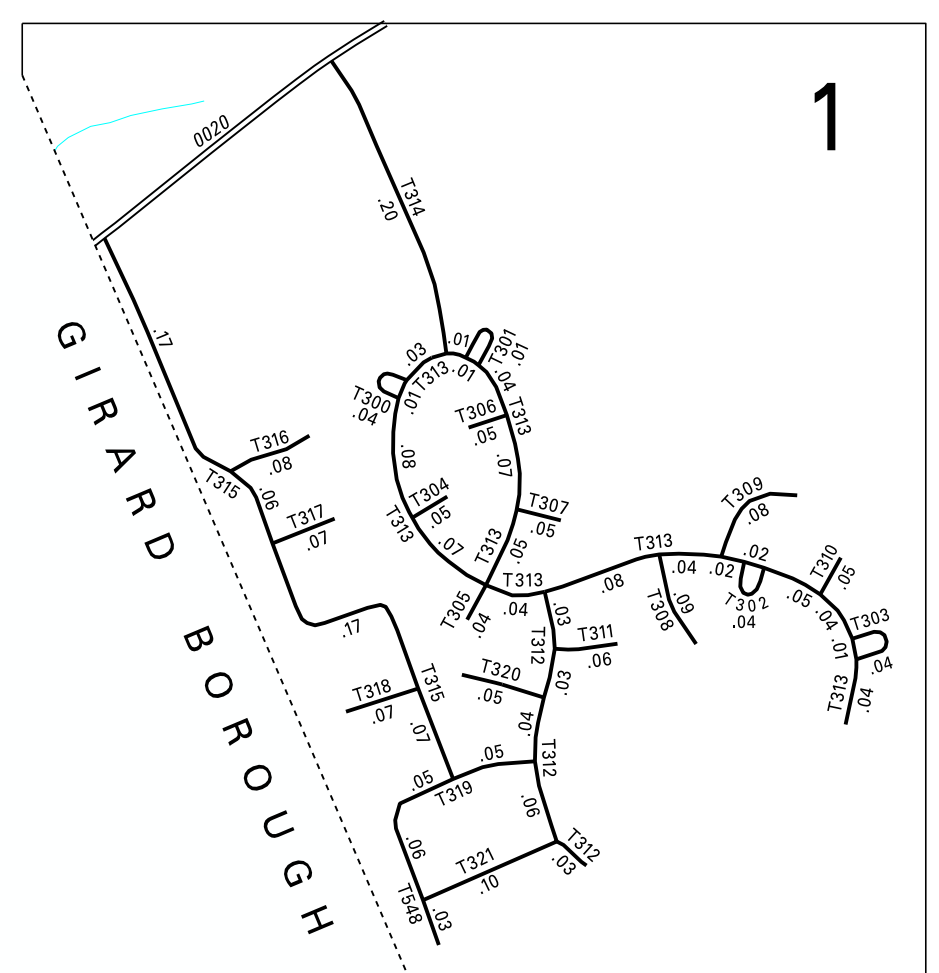 1
0020
T314
.20
.17
GIRARD BOROUGH
.03
.01
T301
.01
T313
.01
.04
T300
.04
.01
T306
.05
T313
T316
.08
.08
.07
T315
.06
T304
.05
T309
.08
T317
.07
T313
T307
.05
.07
T313
.05
T313
.02
T310
.05
T313
.04
.02
.08
.05
T305
.04
.04
.03
.09
T302
.04
.04
T303
.17
T308
.01
T312
T311
.06
.04
T320
.05
.03
T313
.04
T318
.07
T315
.04
.07
.05
T312
.05
T319
.06
.06
T321
.10
T312
.03
T548
.03